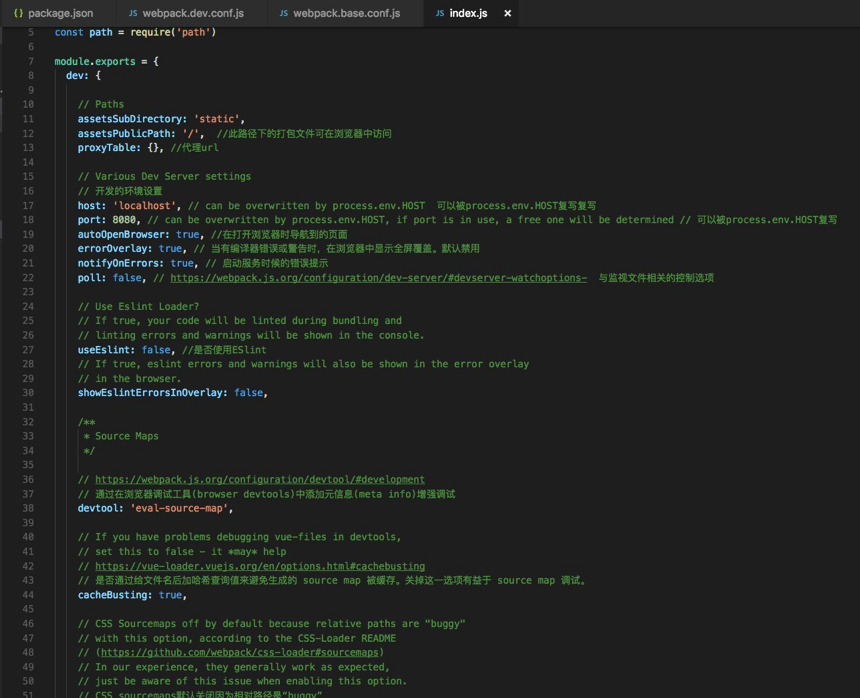 {} package.json JS webpack.dev.conf.js JS webpack.base.conf.js JS index.js ×
5 const path = require('path')
6
7 module.exports = {
8 dev: {
9
10 // Paths
11 assetsSubDirectory: 'static',
12 assetsPublicPath: '/', //此路径下的打包文件可在浏览器中访问
13 proxyTable: {}, //代理url
14
15 // Various Dev Server settings
16 // 开发的环境设置
17 host: 'localhost', // can be overwritten by process.env.HOST 可以被process.env.HOST复写复写
18 port: 8080, // can be overwritten by process.env.HOST, if port is in use, a free one will be determined // 可以被process.env.HOST复写
19 autoOpenBrowser: true, //在打开浏览器时导航到的页面
20 errorOverlay: true, // 当有编译器错误或警告时，在浏览器中显示全屏覆盖。默认禁用
21 notifyOnErrors: true, // 启动服务时候的错误提示
22 poll: false, // https://webpack.js.org/configuration/dev-server/#devserver-watchoptions- 与监视文件相关的控制选项
23
24 // Use Eslint Loader?
25 // If true, your code will be linted during bundling and
26 // linting errors and warnings will be shown in the console.
27 useEslint: false, //是否使用ESlint
28 // If true, eslint errors and warnings will also be shown in the error overlay
29 // in the browser.
30 showEslintErrorsInOverlay: false,
31
32 /**
33 * Source Maps
34 */
35
36 // https://webpack.js.org/configuration/devtool/#development
37 // 通过在浏览器调试工具(browser devtools)中添加元信息(meta info)增强调试
38 devtool: 'eval-source-map',
39
40 // If you have problems debugging vue-files in devtools,
41 // set this to false - it *may* help
42 // https://vue-loader.vuejs.org/en/options.html#cachebusting
43 // 是否通过给文件名后加哈希查询值来避免生成的 source map 被缓存。关掉这一选项有益于 source map 调试。
44 cacheBusting: true,
45
46 // CSS Sourcemaps off by default because relative paths are "buggy"
47 // with this option, according to the CSS-Loader README
48 // (https://github.com/webpack/css-loader#sourcemaps)
49 // In our experience, they generally work as expected,
50 // just be aware of this issue when enabling this option.
51 // CSS sourcemaps默认关闭因为相对路径是“buggy”